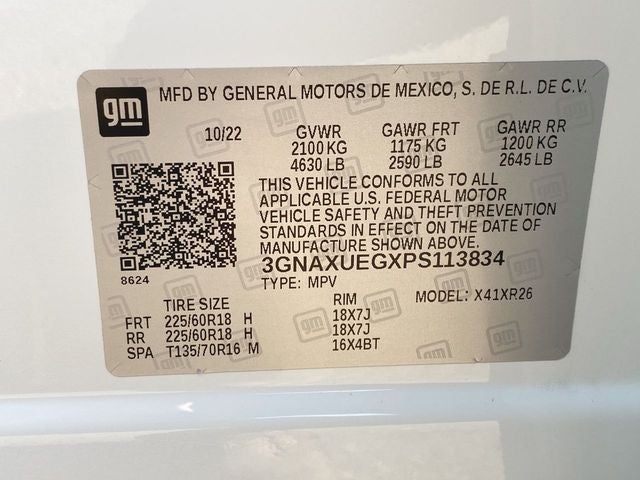 gm MFD BY GENERAL MOTORS DE MEXICO, S. DE R.L. DE C.V.
10/22 GVWR GAWR FRT GAWR RR
2100 KG 1175 KG 1200 KG
4630 LB 2590 LB 2645 LB
THIS VEHICLE CONFORMS TO ALL
APPLICABLE U.S. FEDERAL MOTOR
VEHICLE SAFETY AND THEFT PREVENTION
STANDARDS IN EFFECT ON THE DATE OF
MANUFACTURE SHOWN ABOVE.
3GNAXUEGXPS113834
8624
TYPE: MPV MODEL: X41XR26
TIRE SIZE RIM
FRT 225/60R18 H 18X7J
RR 225/60R18 H 18X7J
SPA T135/70R16 M 16X4BT